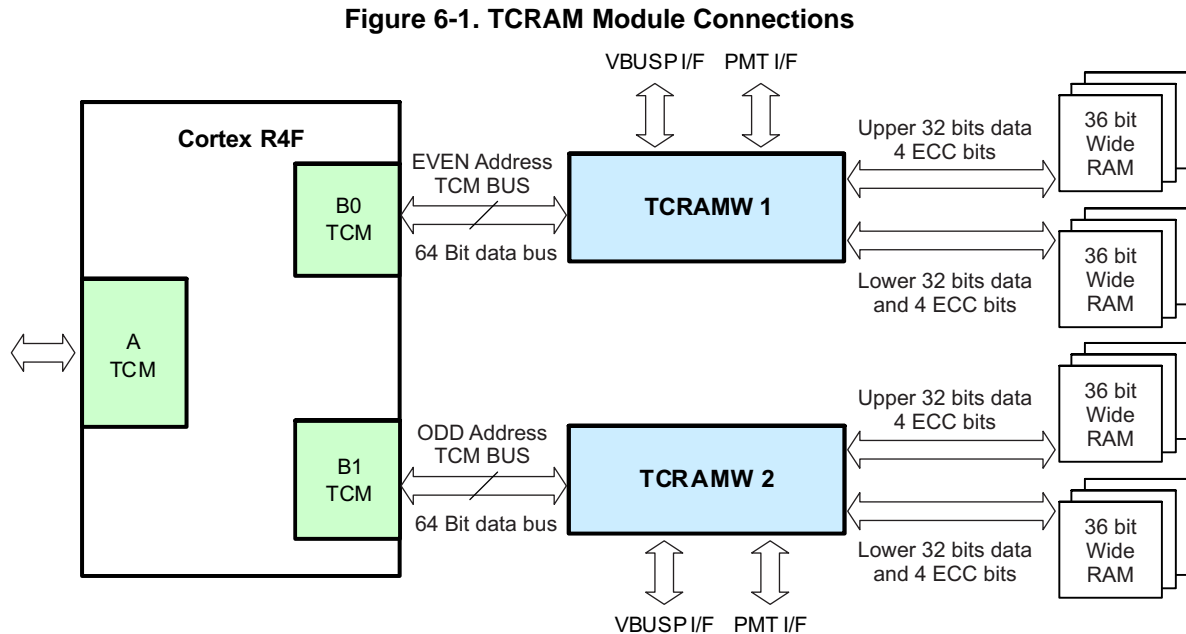 Figure 6-1. TCRAM Module Connections
VBUSP I/F
PMT I/F
Cortex R4F
B0
TCM
EVEN Address
TCM BUS
64 Bit data bus
TCRAMW 1
Upper 32 bits data
4 ECC bits
36 bit
Wide
RAM
Lower 32 bits data
and 4 ECC bits
36 bit
Wide
RAM
A
TCM
B1
TCM
ODD Address
TCM BUS
64 Bit data bus
TCRAMW 2
Upper 32 bits data
4 ECC bits
36 bit
Wide
RAM
Lower 32 bits data
and 4 ECC bits
36 bit
Wide
RAM
VBUSP I/F
PMT I/F